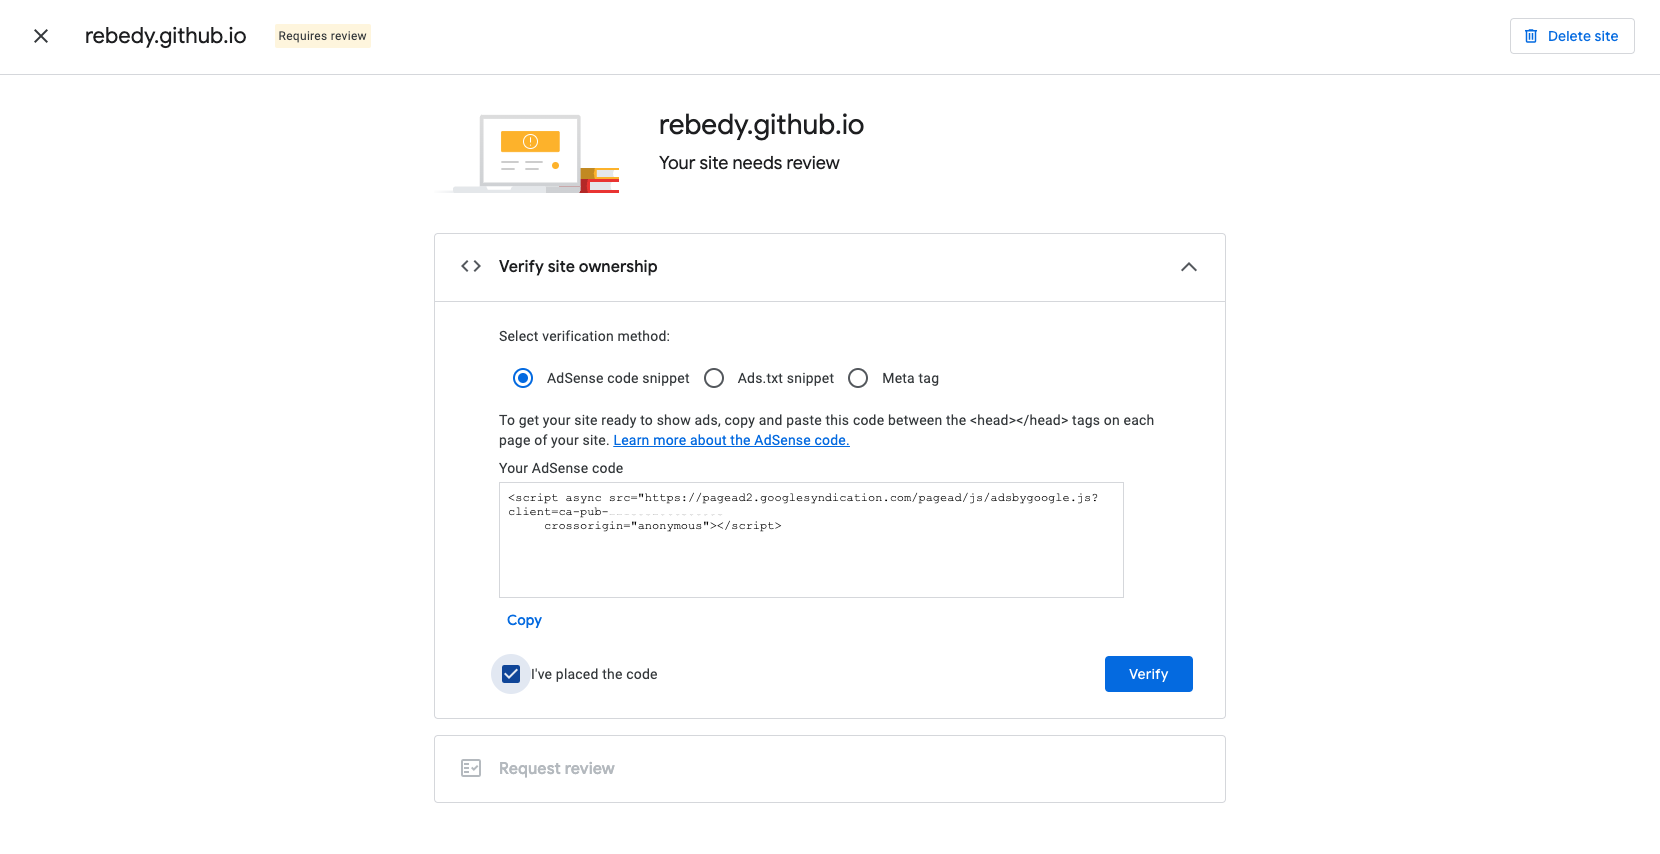 rebedy.github.io
Requires review
Delete site
rebedy.github.io
Your site needs review
Verify site ownership
Select verification method:
AdSense code snippet
Ads.txt snippet
Meta tag
To get your site ready to show ads, copy and paste this code between the <head></head> tags on each
page of your site. Learn more about the AdSense code.
Your AdSense code
<script async src="https://pagead2.googlesyndication.com/pagead/js/adsbygoogle.js?
client=ca-pub-
crossorigin="anonymous"></script>
Copy
I've placed the code
Verify
Request review